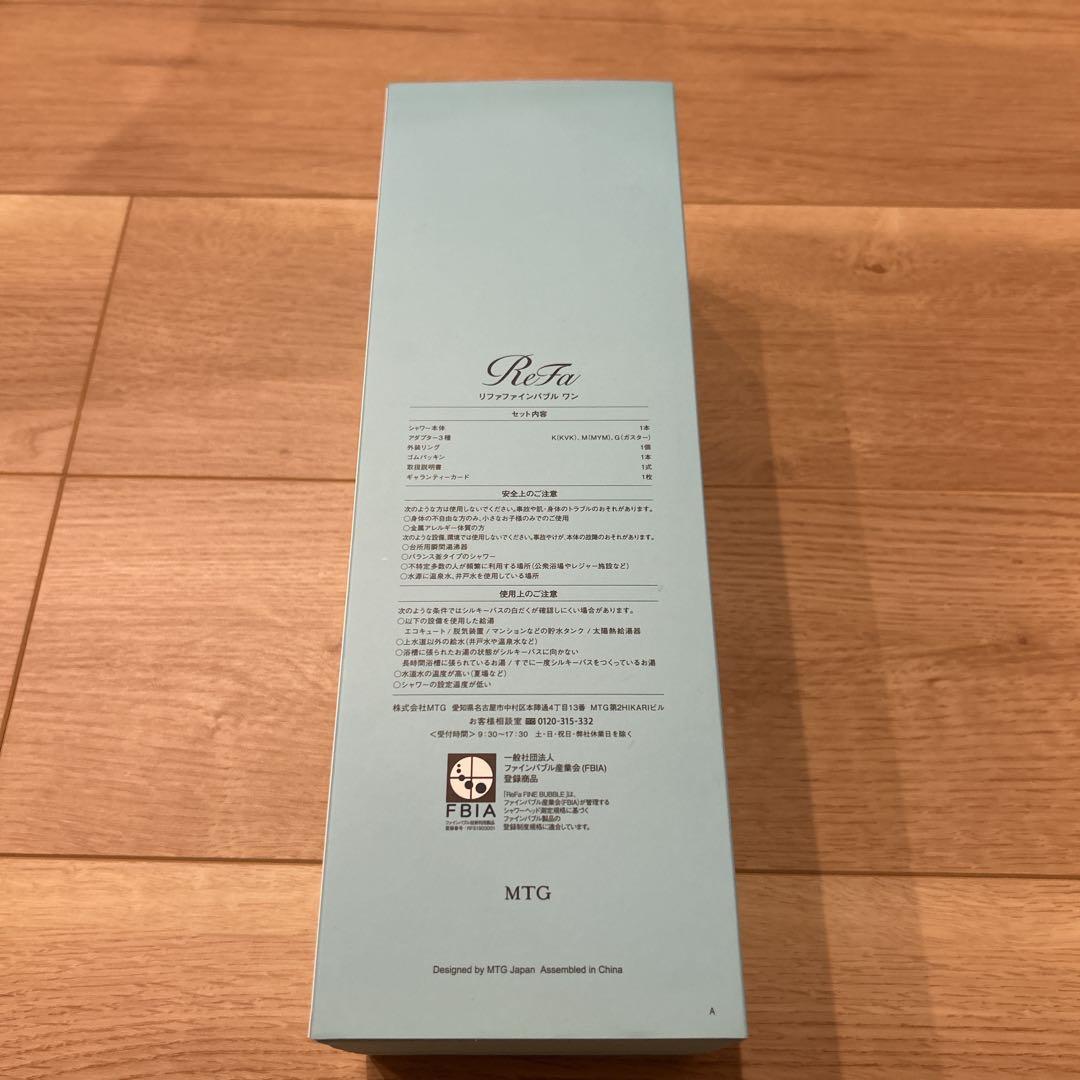 ReFa
リファファインバブル ワン
セット内容
シャワー本体 1本
アダプター3種 K(KVK)、M(MYM)、G(ガスター)
外装リング 1個
ゴムパッキン 1本
取扱説明書 1式
ギャランティーカード 1枚
安全上のご注意
次のような方は使用しないでください。事故や肌・身体のトラブルのおそれがあります。
○身体の不自由な方のみ、小さなお子様のみでのご使用
○金属アレルギー体質の方
次のような設備、環境では使用しないでください。事故やけが、本体の故障のおそれがあります。
○台所用瞬間湯沸器
○バランス釜タイプのシャワー
○不特定多数の人が頻繁に利用する場所(公衆浴場やレジャー施設など)
○水源に温泉水、井戸水を使用している場所
使用上のご注意
次のような条件ではシルキーバスの白だくが確認しにくい場合があります。
○以下の設備を使用した給湯
エコキュート / 脱気装置 / マンションなどの貯水タンク / 太陽熱給湯器
○上水道以外の給水(井戸水や温泉水など)
○浴槽に張られたお湯の状態がシルキーバスに向かない
長時間浴槽に張られているお湯 / すでに一度シルキーバスをつくっているお湯
○水道水の温度が高い(夏場など)
○シャワーの設定温度が低い
株式会社MTG 愛知県名古屋市中村区本陣通4丁目13番 MTG第2HIKARIビル
お客様相談室 0120-315-332
<受付時間> 9:30〜17:30 土・日・祝日・弊社休業日を除く
一般社団法人
ファインバブル産業会(FBIA)
登録商品
「ReFa FINE BUBBLE」は、
ファインバブル産業会(FBIA)が管理する
シャワーヘッド測定規格に基づく
ファインバブル製品の
登録制度規格に適合しています。
FBIA
ファインバブル技術利用製品
登録番号:RFS1903001
MTG
Designed by MTG Japan Assembled in China
A